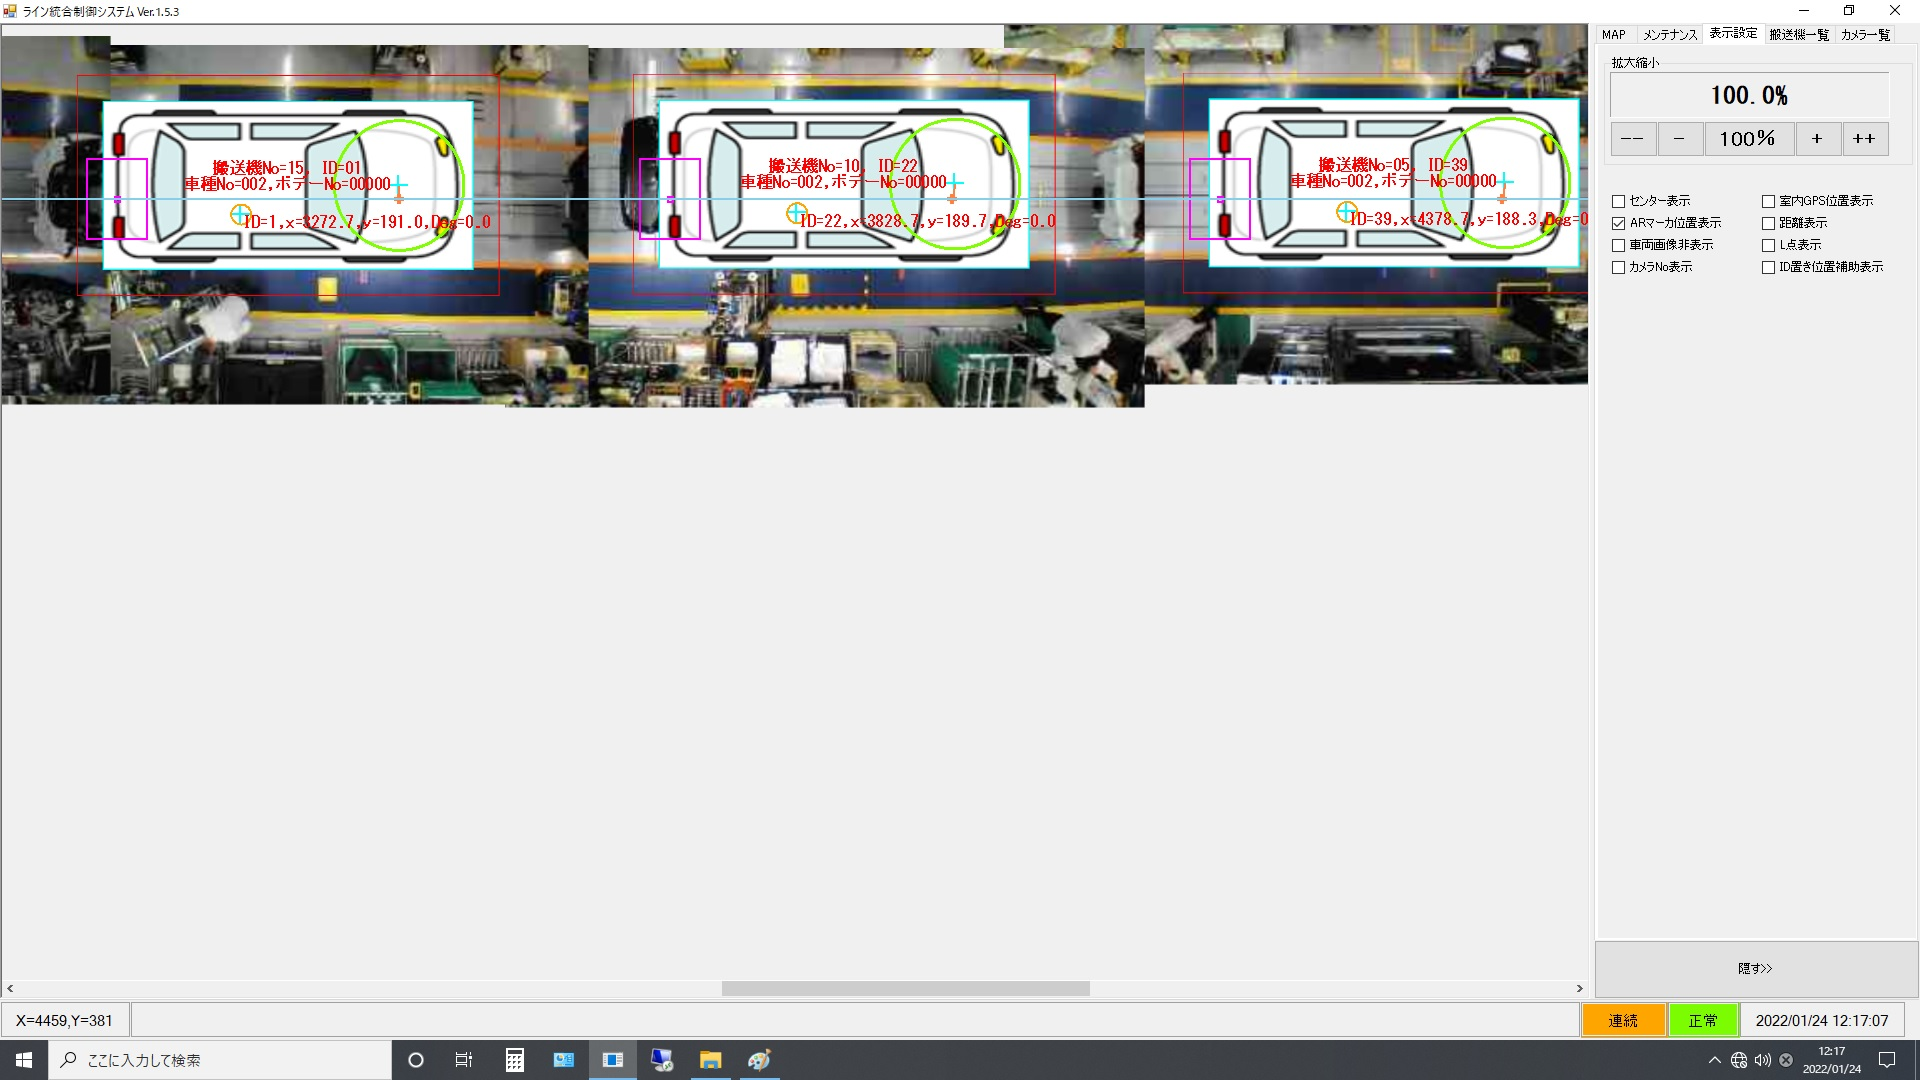 ライン統合制御システム Ver.1.5.3
MAP メンテナンス 表示設定 搬送機一覧 カメラ一覧
拡大縮小
100.0%
-- - 100% + ++
センター表示 室内GPS位置表示
ARマーカ位置表示 距離表示
車両画像非表示 L点表示
カメラNo表示 ID置き位置補助表示
搬送機No=15, ID=01
車種No=002,ボデーNo=00000
ID=1,x=3272.7,y=191.0,Deg=0.0
搬送機No=10, ID=22
車種No=002,ボデーNo=00000
ID=22,x=3828.7,y=189.7,Deg=0.0
搬送機No=05, ID=39
車種No=002,ボデーNo=00000
ID=39,x=4378.7,y=188.3,Deg=0
隠す>>
X=4459,Y=381
連続 正常 2022/01/24 12:17:07
ここに入力して検索
12:17
2022/01/24